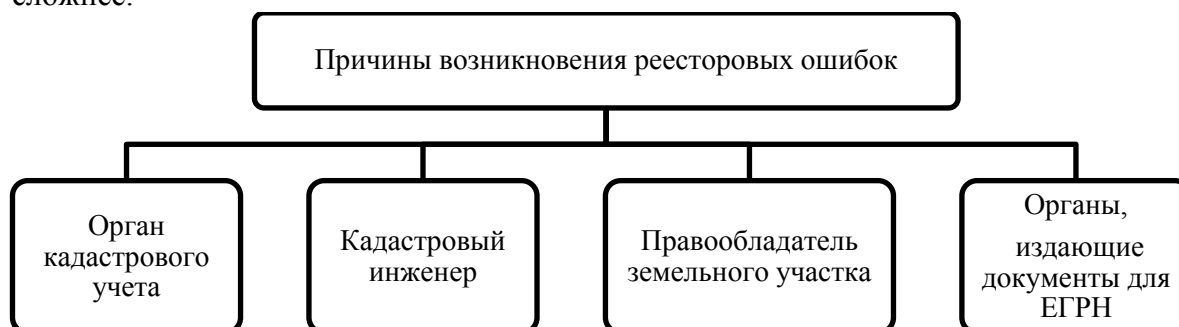 сложнее.
Причины возникновения реесторовых ошибок
Орган
кадастрового
учета
Кадастровый
инженер
Правообладатель
земельного участка
Органы,
издающие
документы для
ЕГРН